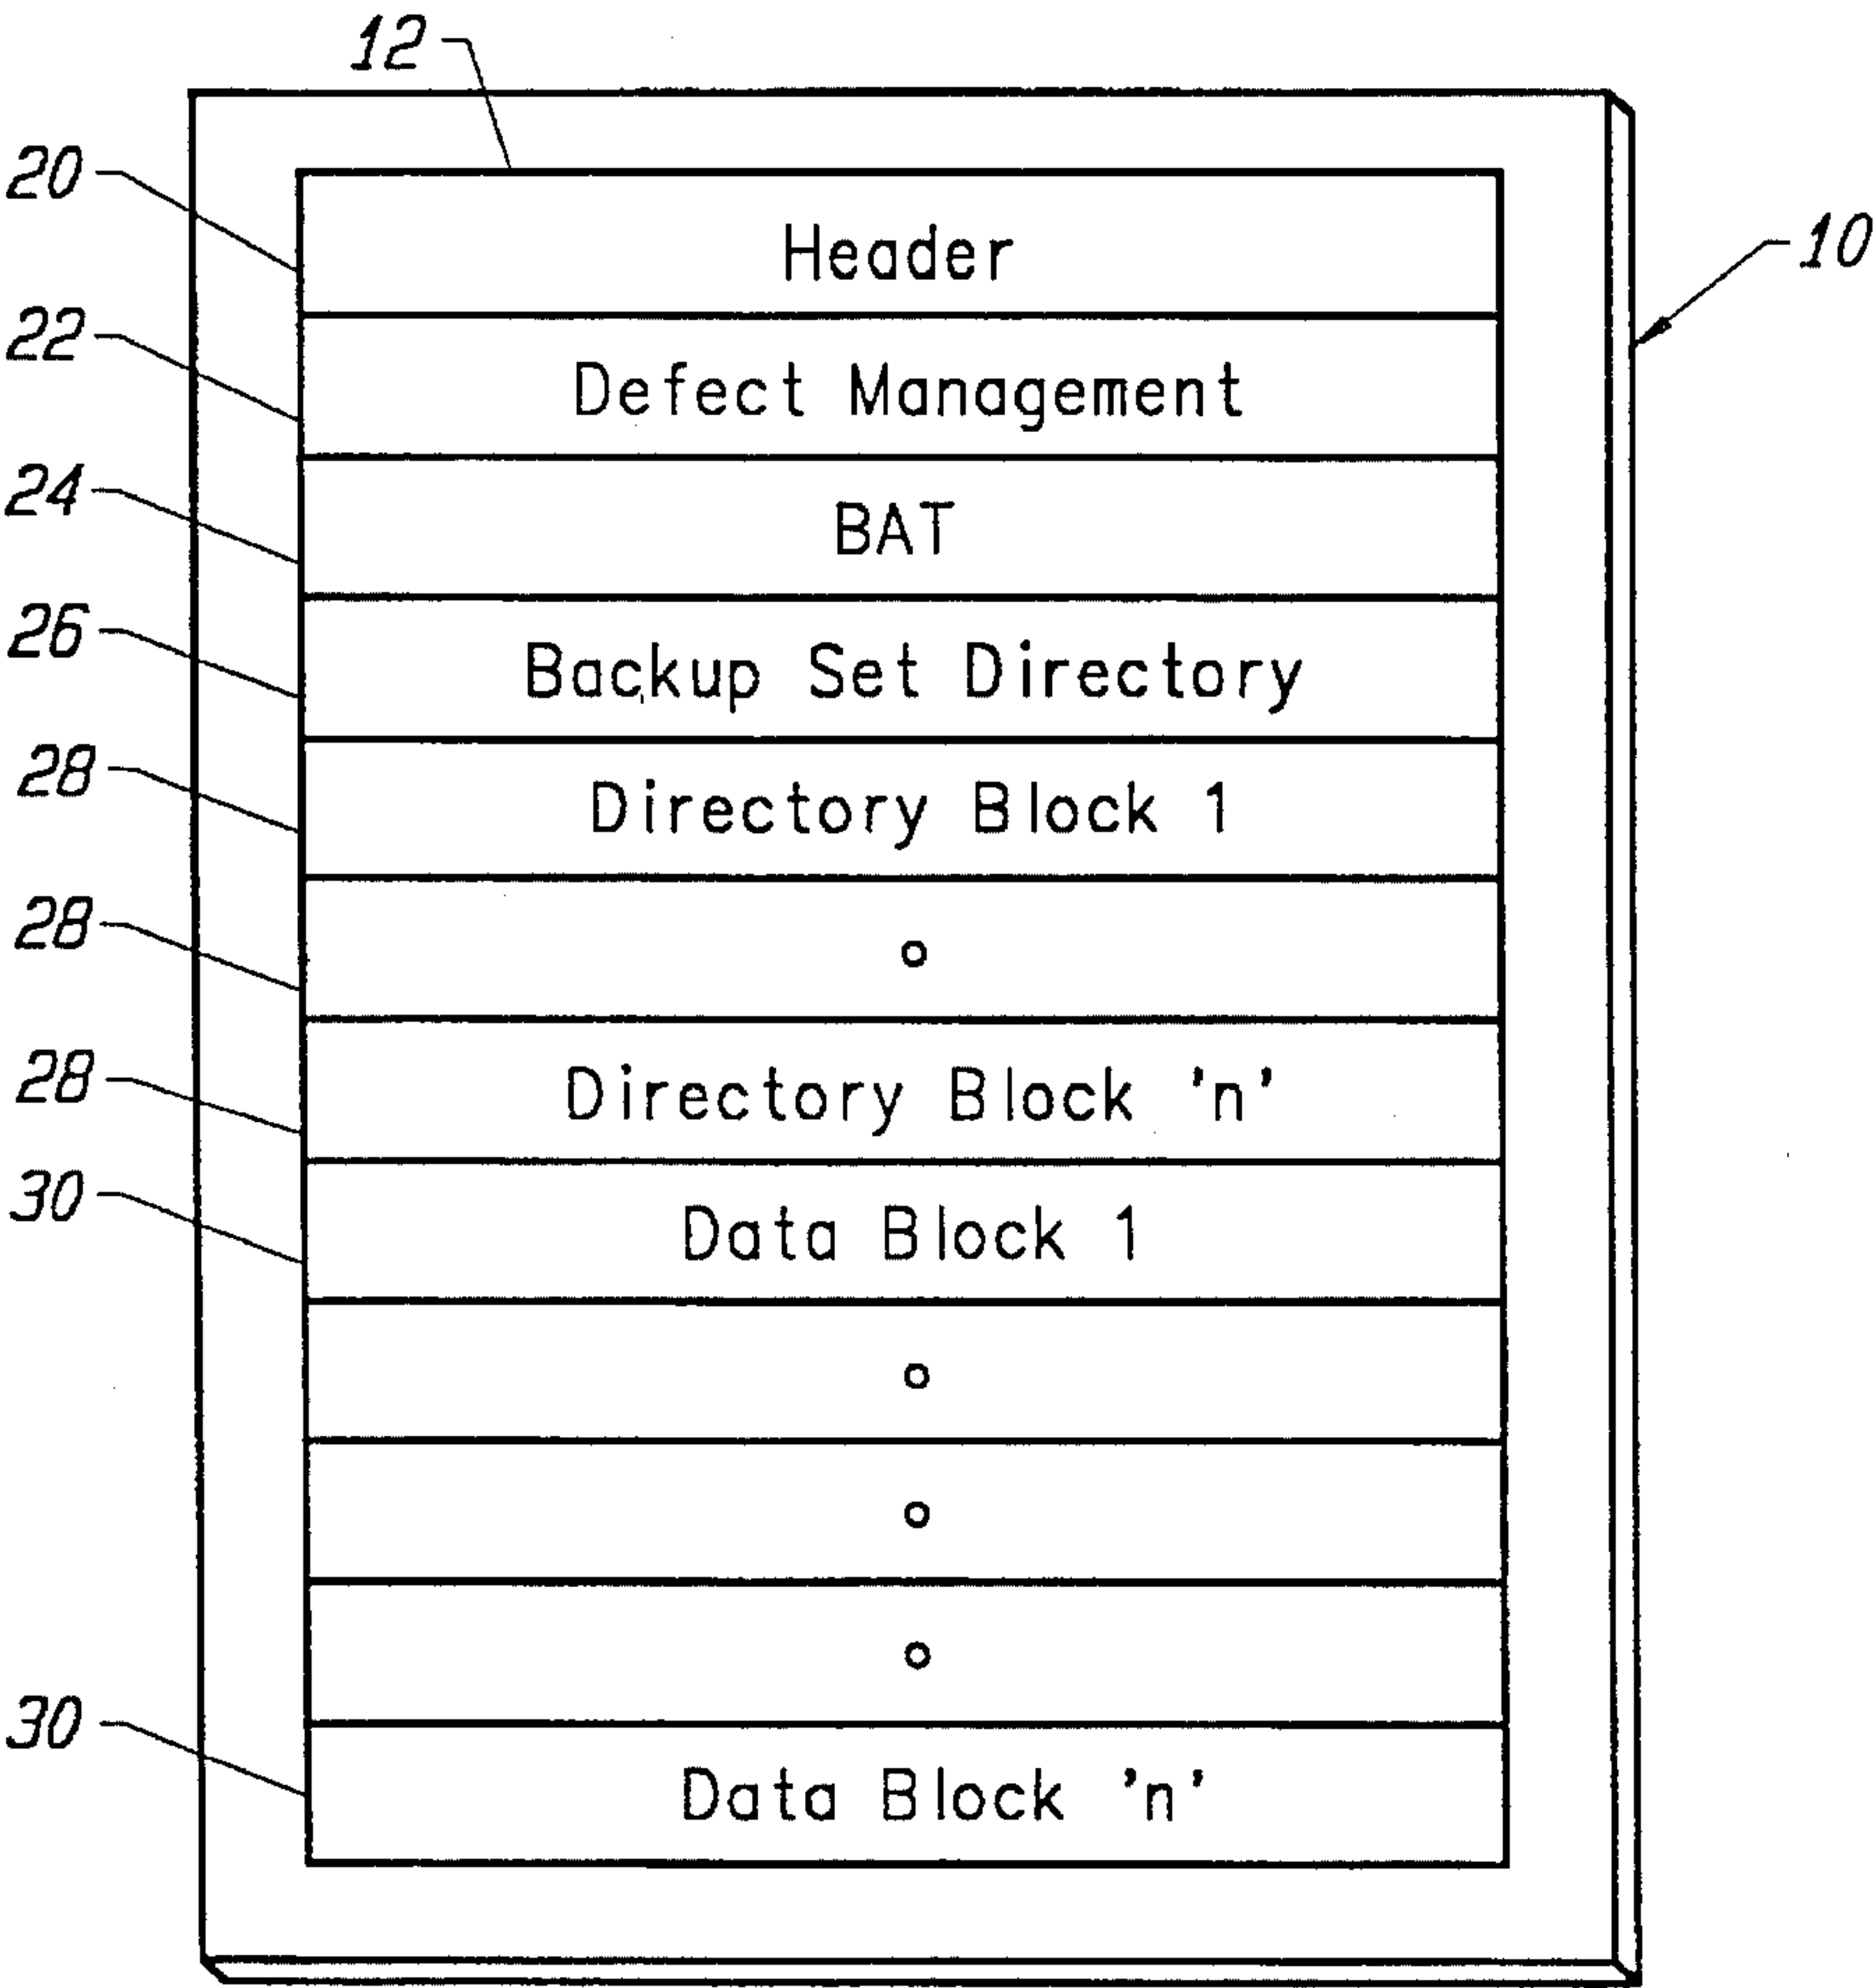 12
20
Header
10
22
Defect Management
24
BAT
26
Backup Set Directory
28
Directory Block 1
28
28
Directory Block 'n'
30
Data Block 1
30
Data Block 'n'